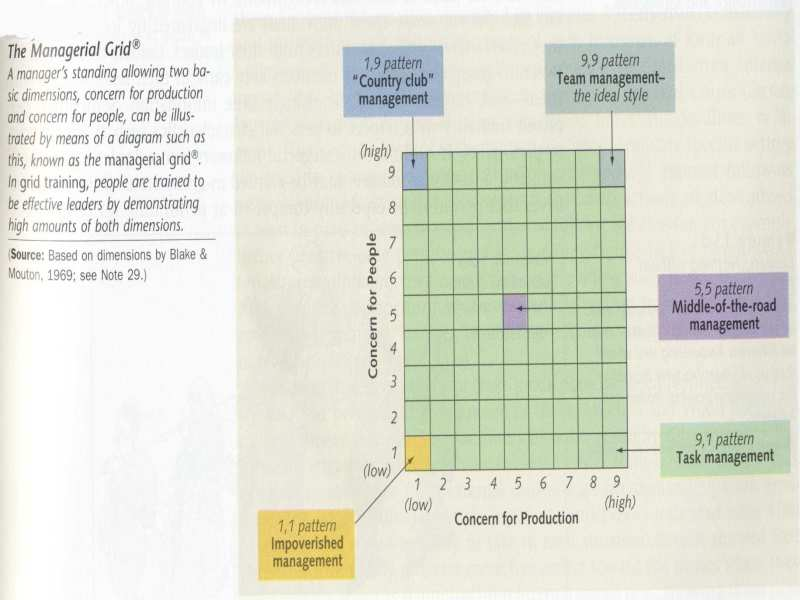 The Managerial Grid®
A manager's standing allowing two ba-
sic dimensions, concern for production
and concern for people, can be illus-
trated by means of a diagram such as
this, known as the managerial grid®.
In grid training, people are trained to
be effective leaders by demonstrating
high amounts of both dimensions.
(Source: Based on dimensions by Blake &
Mouton, 1969; see Note 29.)
1,9 pattern
"Country club"
management
9,9 pattern
Team management–
the ideal style
(high)
9
8
7
6
5
4
3
2
1
(low)
Concern for People
5,5 pattern
Middle-of-the-road
management
9,1 pattern
Task management
1 2 3 4 5 6 7 8 9
(low) (high)
Concern for Production
1,1 pattern
Impoverished
management